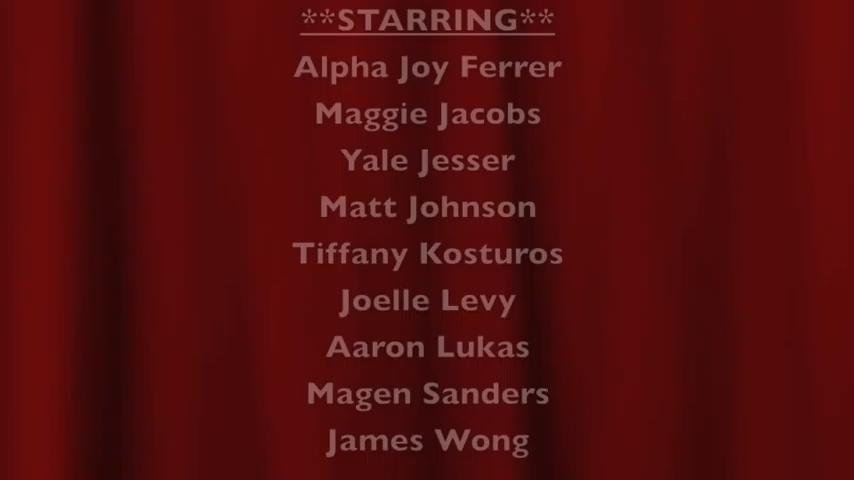 **STARRING**
Alpha Joy Ferrer
Maggie Jacobs
Yale Jesser
Matt Johnson
Tiffany Kosturos
Joelle Levy
Aaron Lukas
Magen Sanders
James Wong